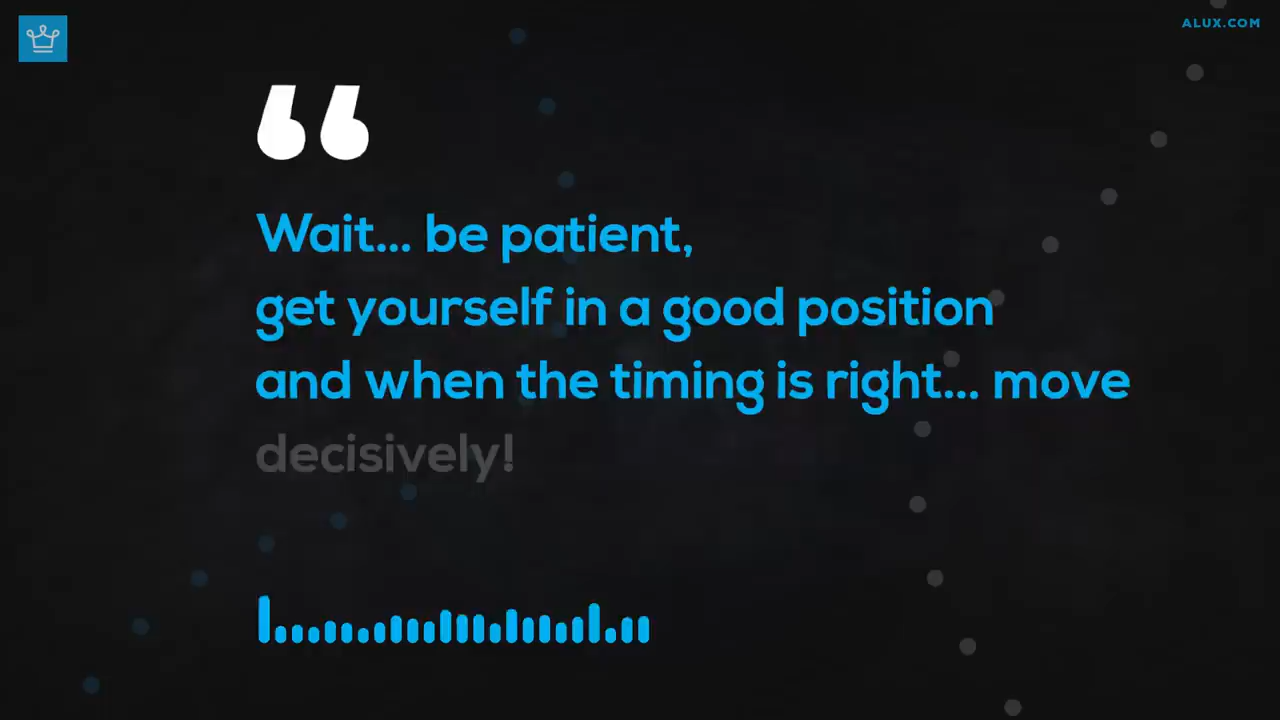 ALUX.COM
“
Wait... be patient,
get yourself in a good position
and when the timing is right... move
decisively!